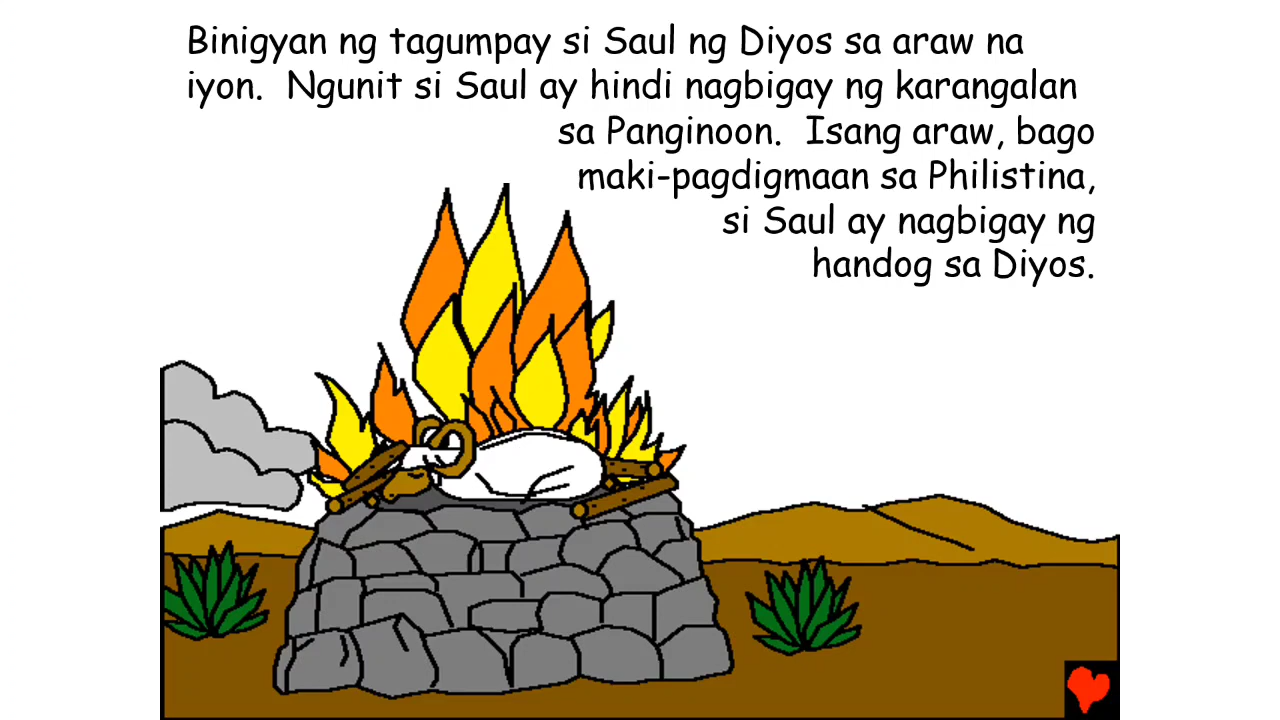 Binigyan ng tagumpay si Saul ng Diyos sa araw na
iyon.  Ngunit si Saul ay hindi nagbigay ng karangalan
sa Panginoon.  Isang araw, bago
maki-pagdigmaan sa Philistina,
si Saul ay nagbigay ng
handog sa Diyos.